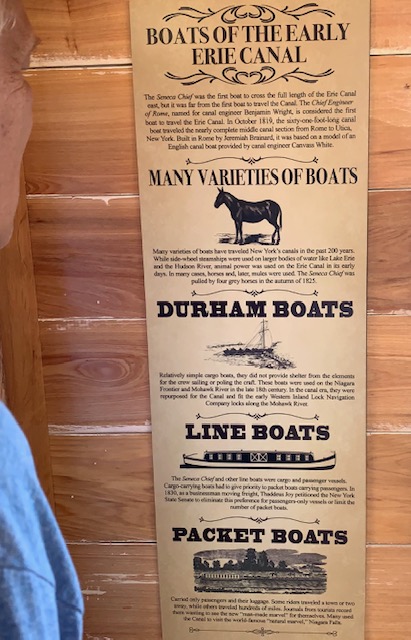 BOATS OF THE EARLY
ERIE CANAL
The Seneca Chief was the first boat to cross the full length of the Erie Canal
east, but it was far from the first boat to travel the Canal. The Chief Engineer
of Rome, named for canal engineer Benjamin Wright, is considered the first
boat to travel the Erie Canal. In October 1819, the sixty-one-foot-long canal
boat traveled the nearly complete middle canal section from Rome to Utica,
New York. Built in Rome by Jeremiah Brainard, it was based on a model of an
English canal boat provided by canal engineer Canvass White.
MANY VARIETIES OF BOATS
Many varieties of boats have traveled New York's canals in the past 200 years.
While side-wheel steamships were used on larger bodies of water like Lake Erie
and the Hudson River, animal power was used on the Erie Canal in its early
days. In many cases, horses and, later, mules were used. The Seneca Chief was
pulled by four grey horses in the autumn of 1825.
DURHAM BOATS
Relatively simple cargo boats, they did not provide shelter from the elements
for the crew sailing or poling the craft. These boats were used on the Niagara
Frontier and Mohawk River in the late 18th century. In the canal era, they were
repurposed for the Canal and fit the early Western Inland Lock Navigation
Company locks along the Mohawk River.
LINE BOATS
The Seneca Chief and other line boats were cargo and passenger vessels.
Cargo-carrying boats had to give priority to packet boats carrying passengers. In
1830, as a businessman moving freight, Thaddeus Joy petitioned the New York
State Senate to eliminate this preference for passengers-only vessels or limit the
number of packet boats.
PACKET BOATS
Carried only passengers and their luggage. Some riders traveled a town or two
away, while others traveled hundreds of miles. Journals from tourists record
them wanting to see the new "man-made marvel" for themselves. Many used
the Canal to visit the world-famous "natural marvel," Niagara Falls.